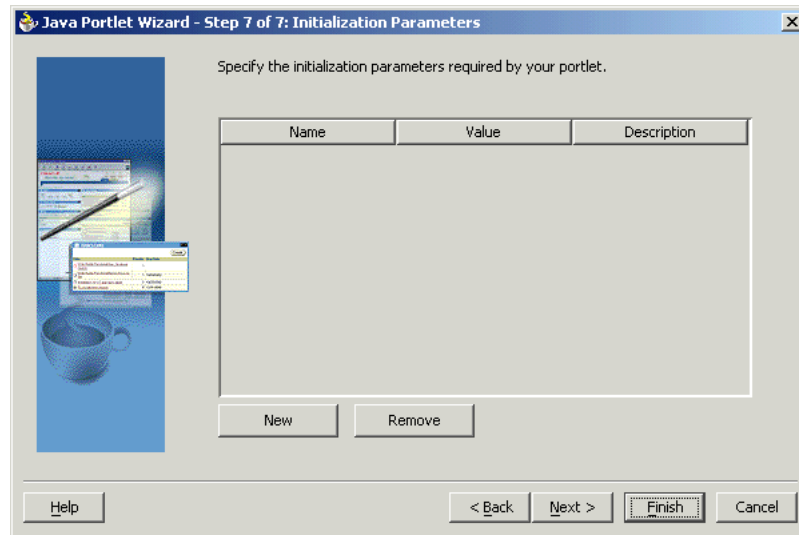 Java Portlet Wizard - Step 7 of 7: Initialization Parameters
Specify the initialization parameters required by your portlet.
Name Value Description
New Remove
Help < Back Next > Finish Cancel